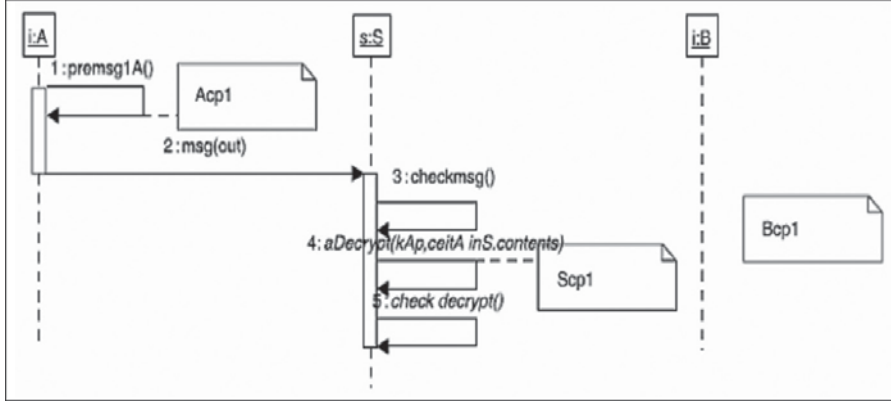 i:A
s:S
i:B
1:premsg1A()
Acp1
2:msg(out)
3:checkmsg()
Bcp1
4:aDecrypt(kAp,ceitA inS.contents)
Scp1
5:check decrypt()